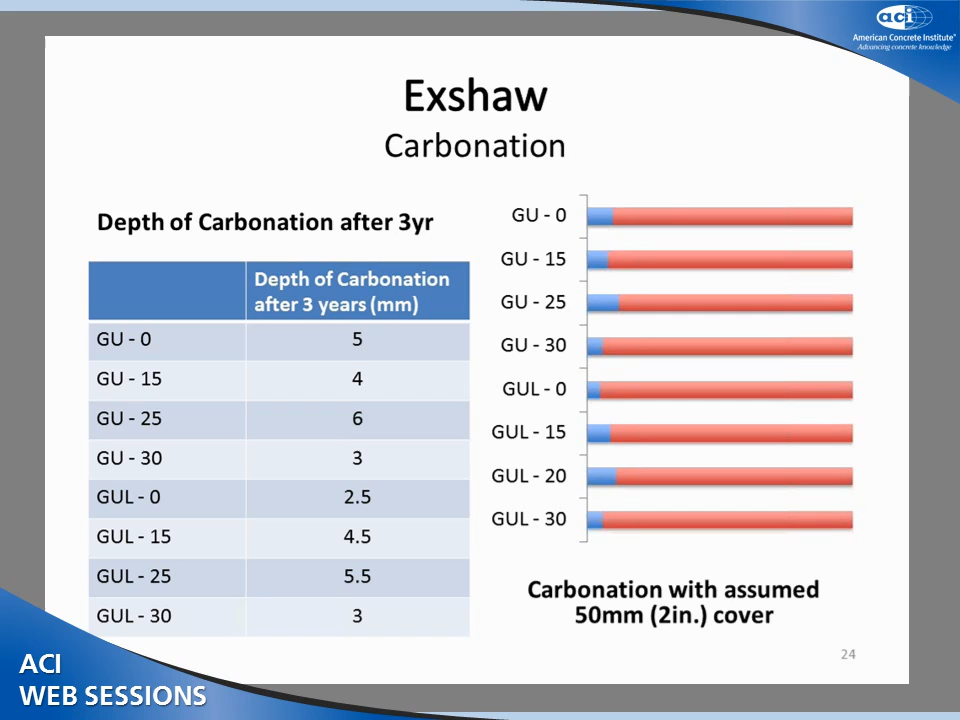 aci
American Concrete Institute®
Advancing concrete knowledge
Exshaw
Carbonation
Depth of Carbonation after 3yr
Depth of Carbonation
after 3 years (mm)
GU - 0 5
GU - 15 4
GU - 25 6
GU - 30 3
GUL - 0 2.5
GUL - 15 4.5
GUL - 25 5.5
GUL - 30 3
GU - 0
GU - 15
GU - 25
GU - 30
GUL - 0
GUL - 15
GUL - 20
GUL - 30
Carbonation with assumed
50mm (2in.) cover
24
ACI
WEB SESSIONS